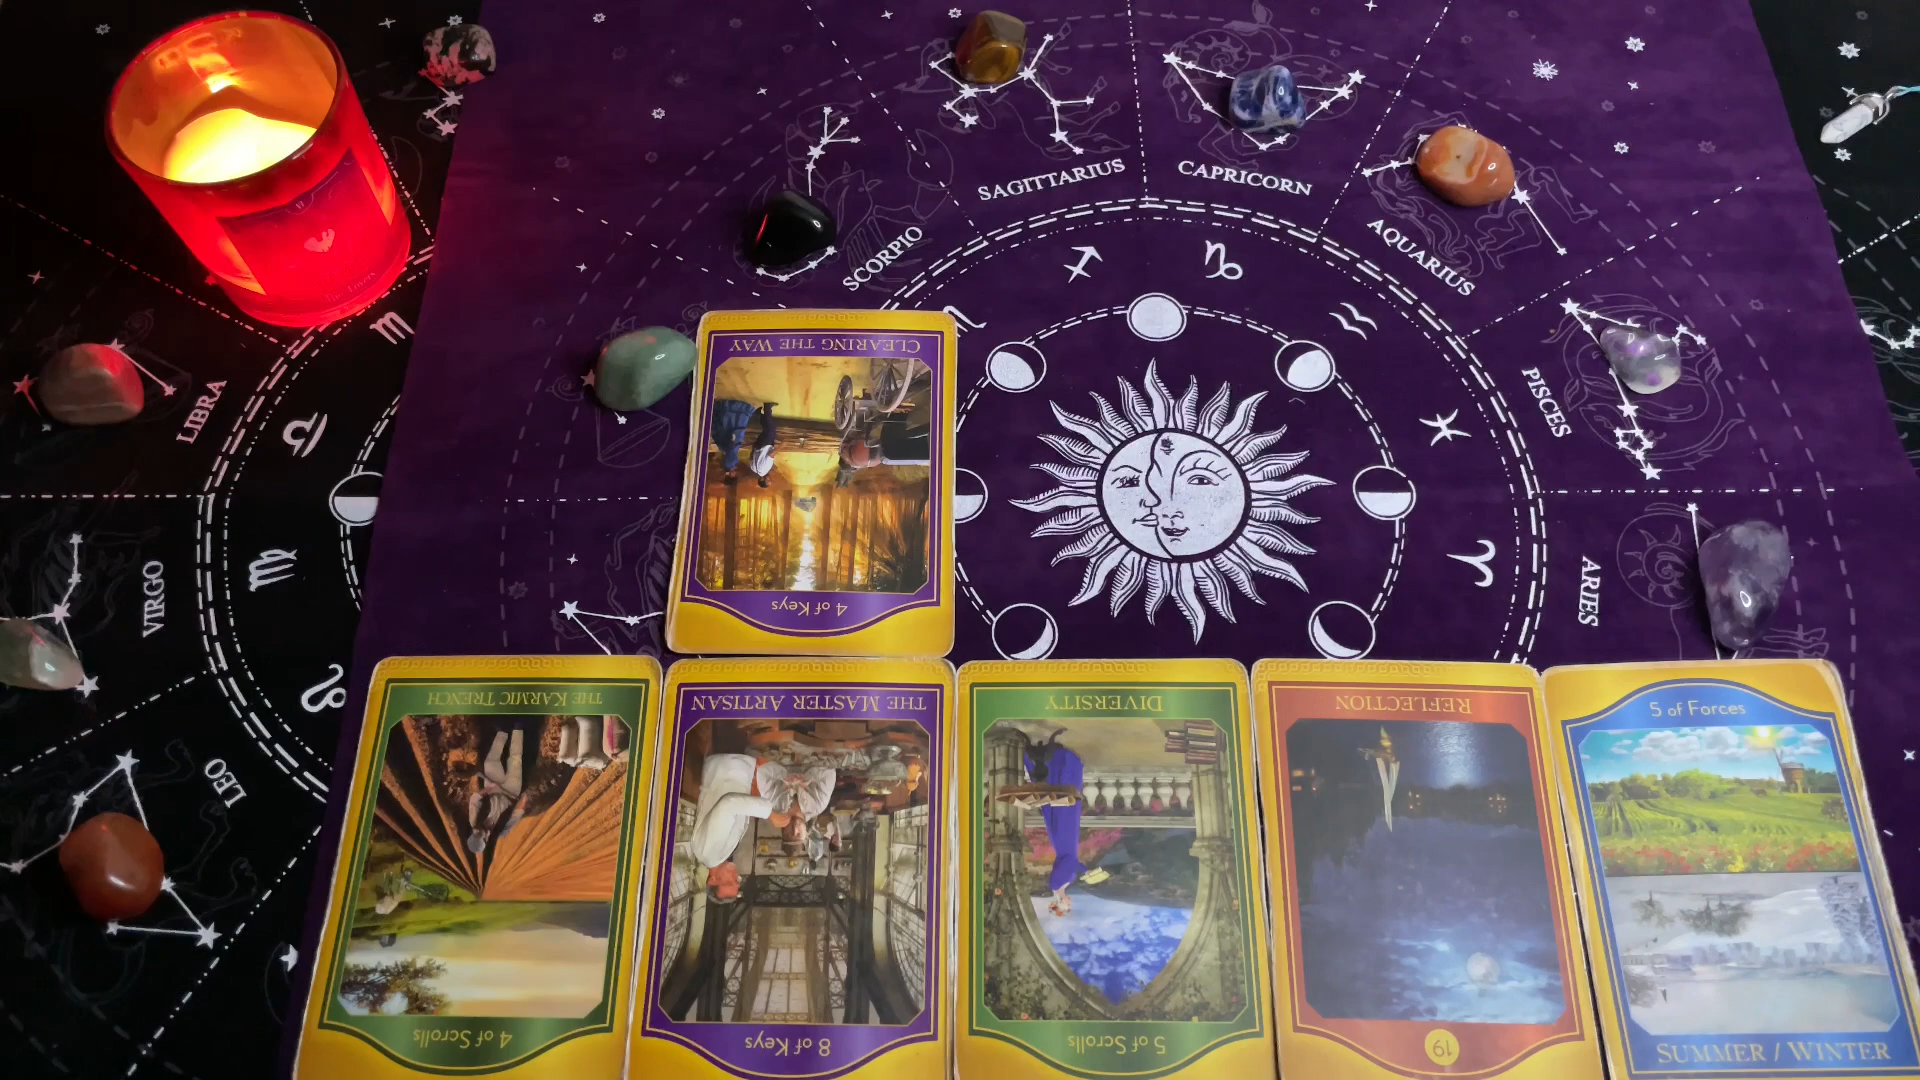 SAGITTARIUS
CAPRICORN
SCORPIO
AQUARIUS
LIBRA
PISCES
VIRGO
ARIES
LEO
CLEARING THE WAY
4 of Keys
THE KARMIC TRENCH
4 of Scrolls
THE MASTER ARTISAN
8 of Keys
DIVERSITY
5 of Scrolls
REFLECTION
19
5 of Forces
SUMMER / WINTER